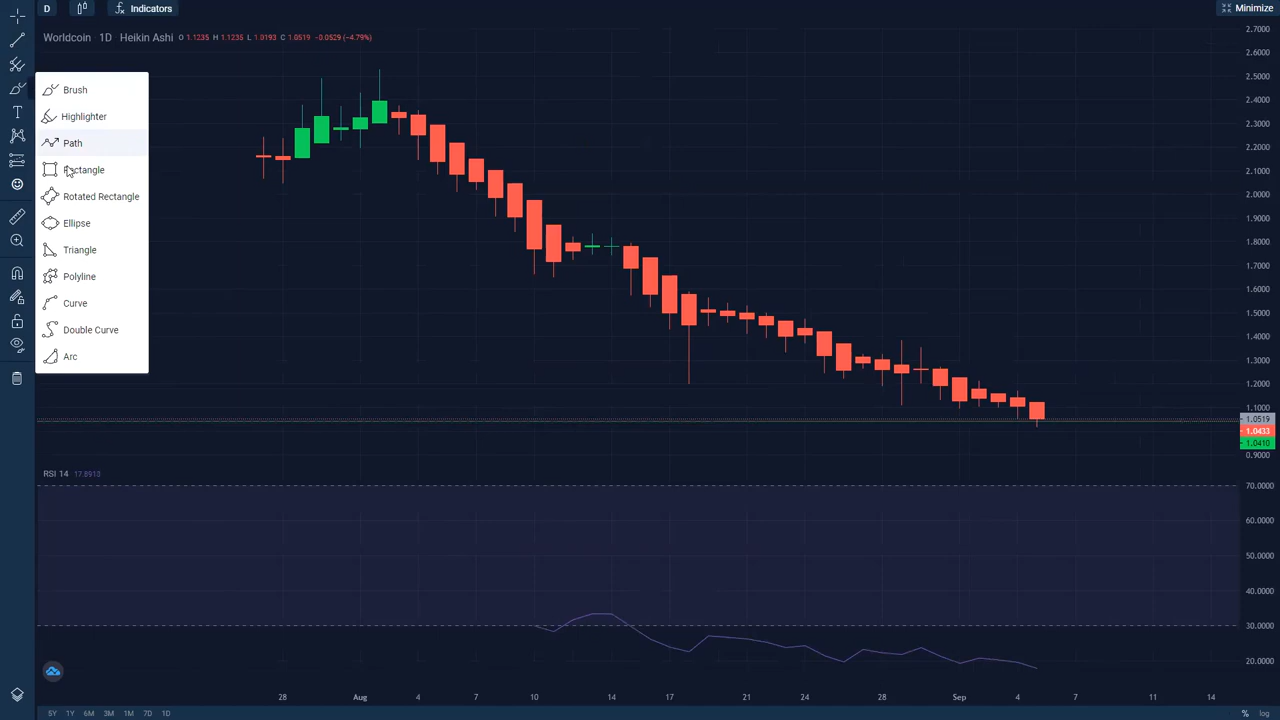 D Indicators Minimize
Worldcoin 1D Heikin Ashi O 1.1235 H 1.1235 L 1.0193 C 1.0519 -0.0529 (-4.79%)
2.7000
2.6000
2.5000
2.4000
2.3000
2.2000
2.1000
2.0000
1.9000
1.8000
1.7000
1.6000
1.5000
1.4000
1.3000
1.2000
1.1000
1.0519
1.0433
1.0410
0.9000
Brush
Highlighter
Path
Rectangle
Rotated Rectangle
Ellipse
Triangle
Polyline
Curve
Double Curve
Arc
RSI 14 17.8910
70.0000
60.0000
50.0000
40.0000
30.0000
20.0000
28 Aug 4 7 10 14 17 21 24 28 Sep 4 7 11 14
5Y 1Y 6M 3M 1M 7D 1D % log